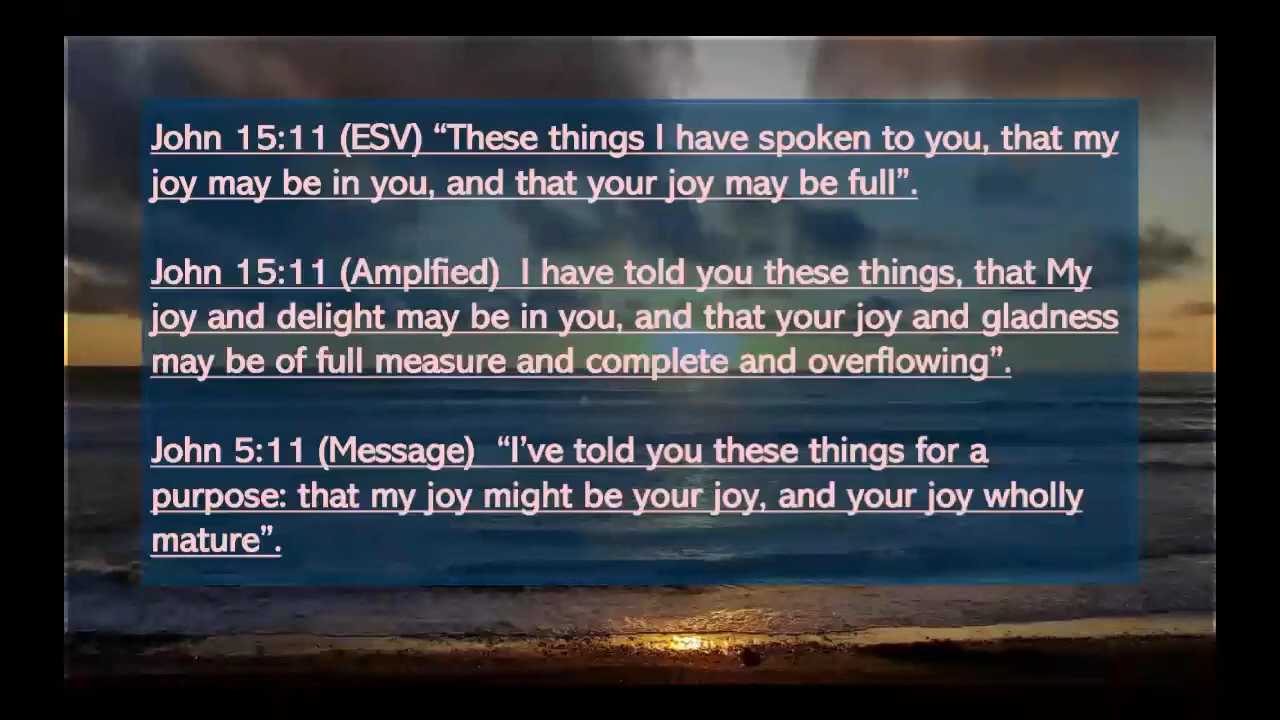 John 15:11 (ESV) “These things I have spoken to you, that my
joy may be in you, and that your joy may be full”.
John 15:11 (Amplfied)  I have told you these things, that My
joy and delight may be in you, and that your joy and gladness
may be of full measure and complete and overflowing”.
John 5:11 (Message)  “I’ve told you these things for a
purpose: that my joy might be your joy, and your joy wholly
mature”.